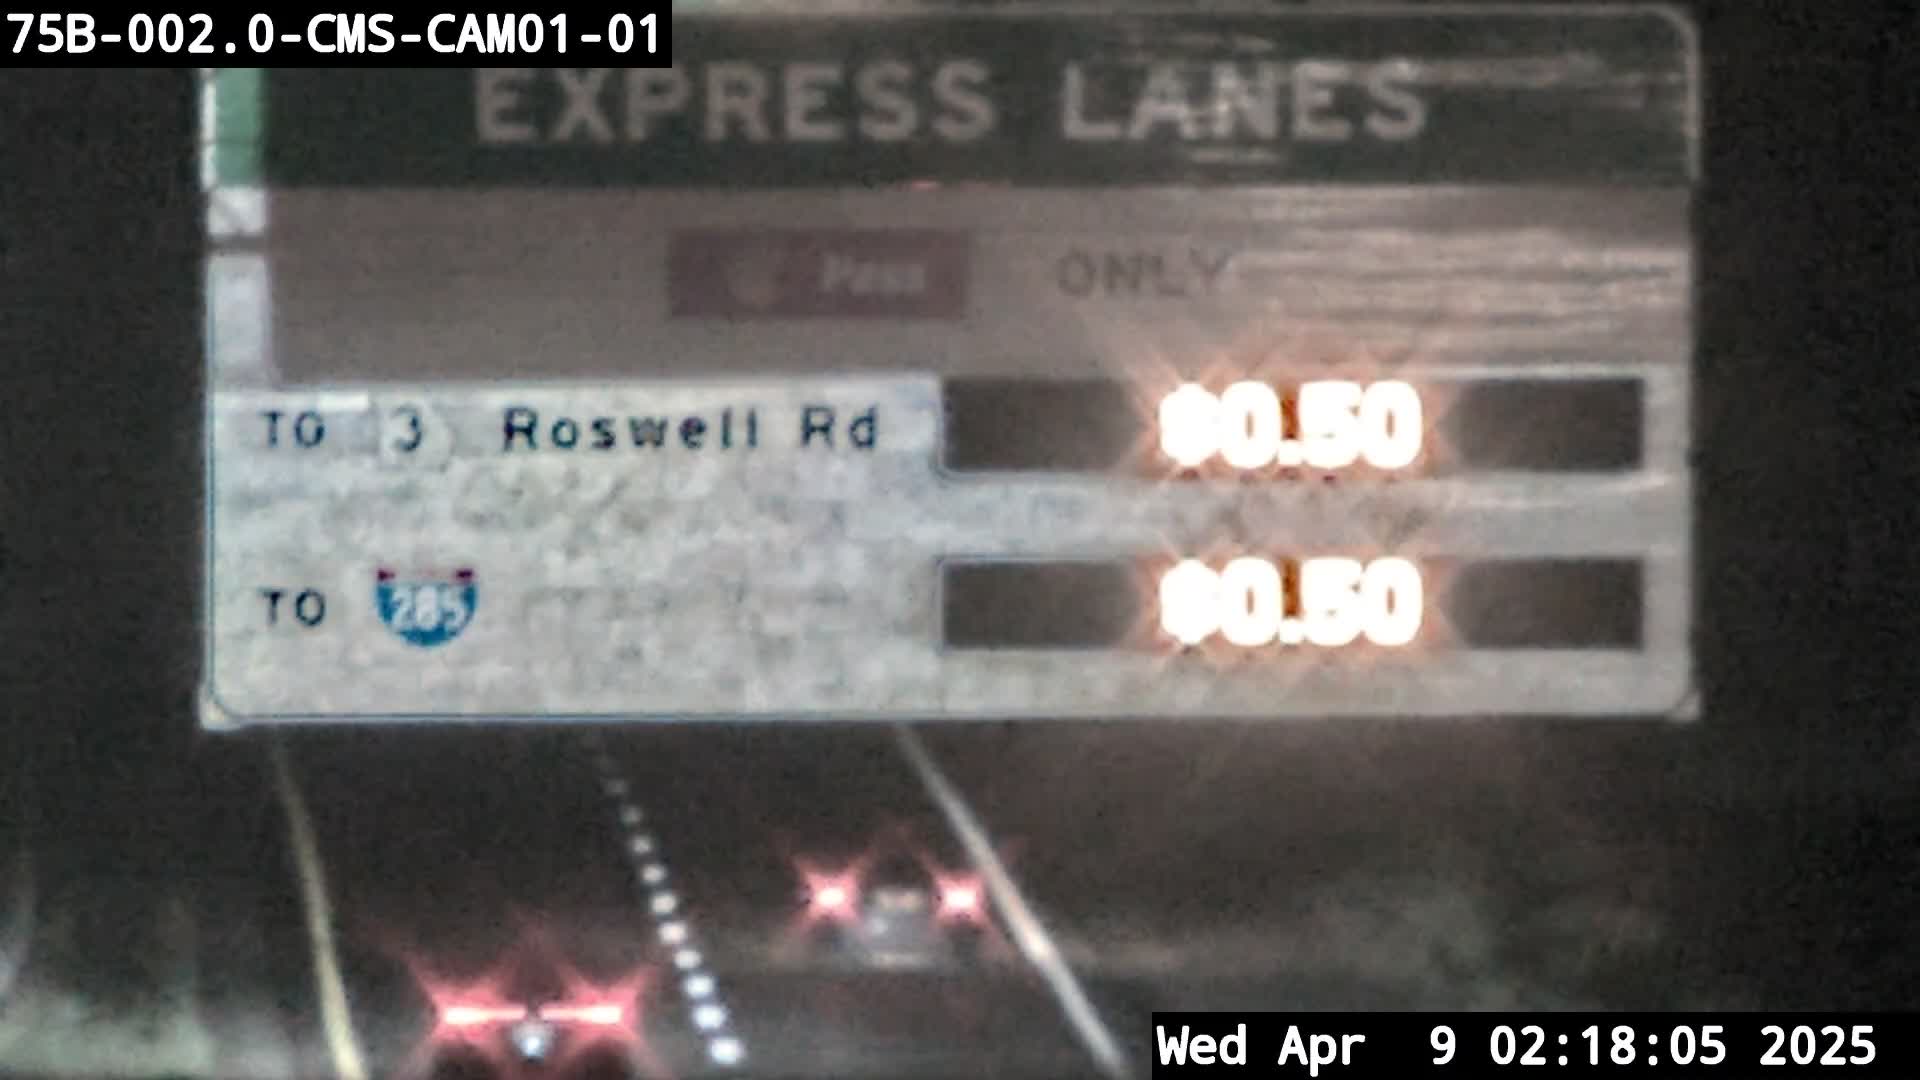 75B-002.0-CMS-CAM01-01
EXPRESS LANES
Pass ONLY
TO 3 Roswell Rd $0.50
TO 285 $0.50
Wed Apr 9 02:18:05 2025